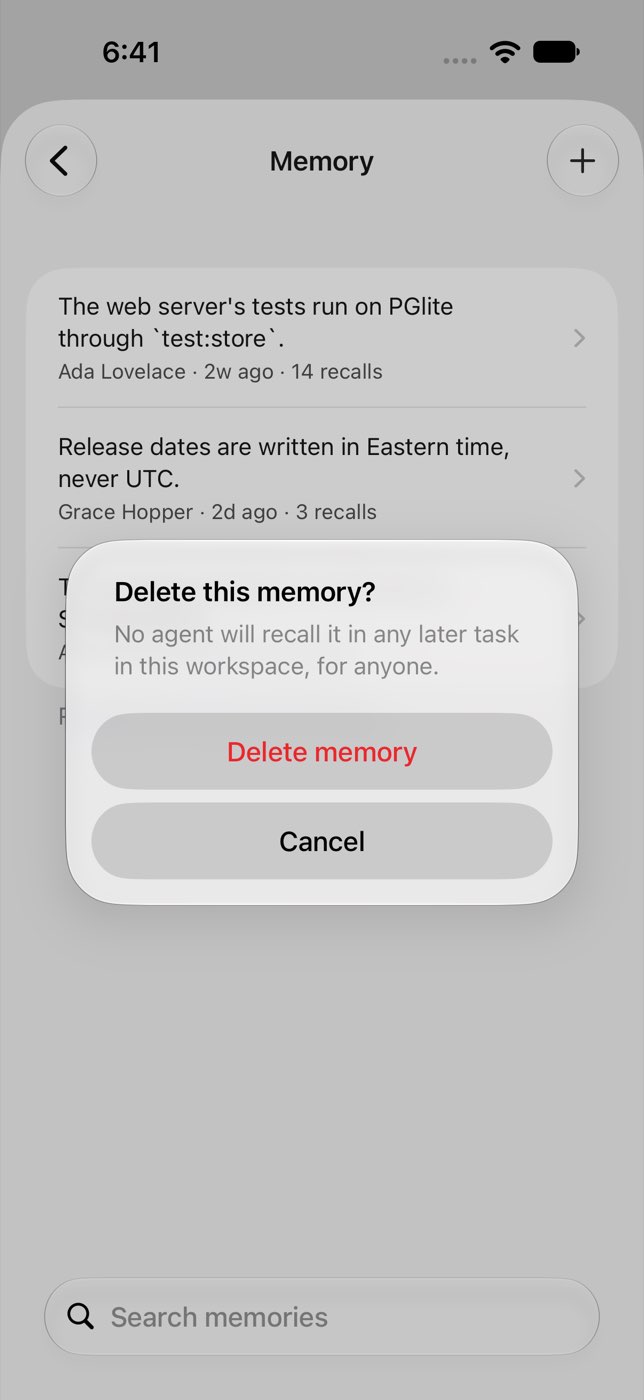 6:41
Memory
The web server's tests run on PGlite
through `test:store`.
Ada Lovelace · 2w ago · 14 recalls
Release dates are written in Eastern time,
never UTC.
Grace Hopper · 2d ago · 3 recalls
Delete this memory?
No agent will recall it in any later task
in this workspace, for anyone.
Delete memory
Cancel
Search memories